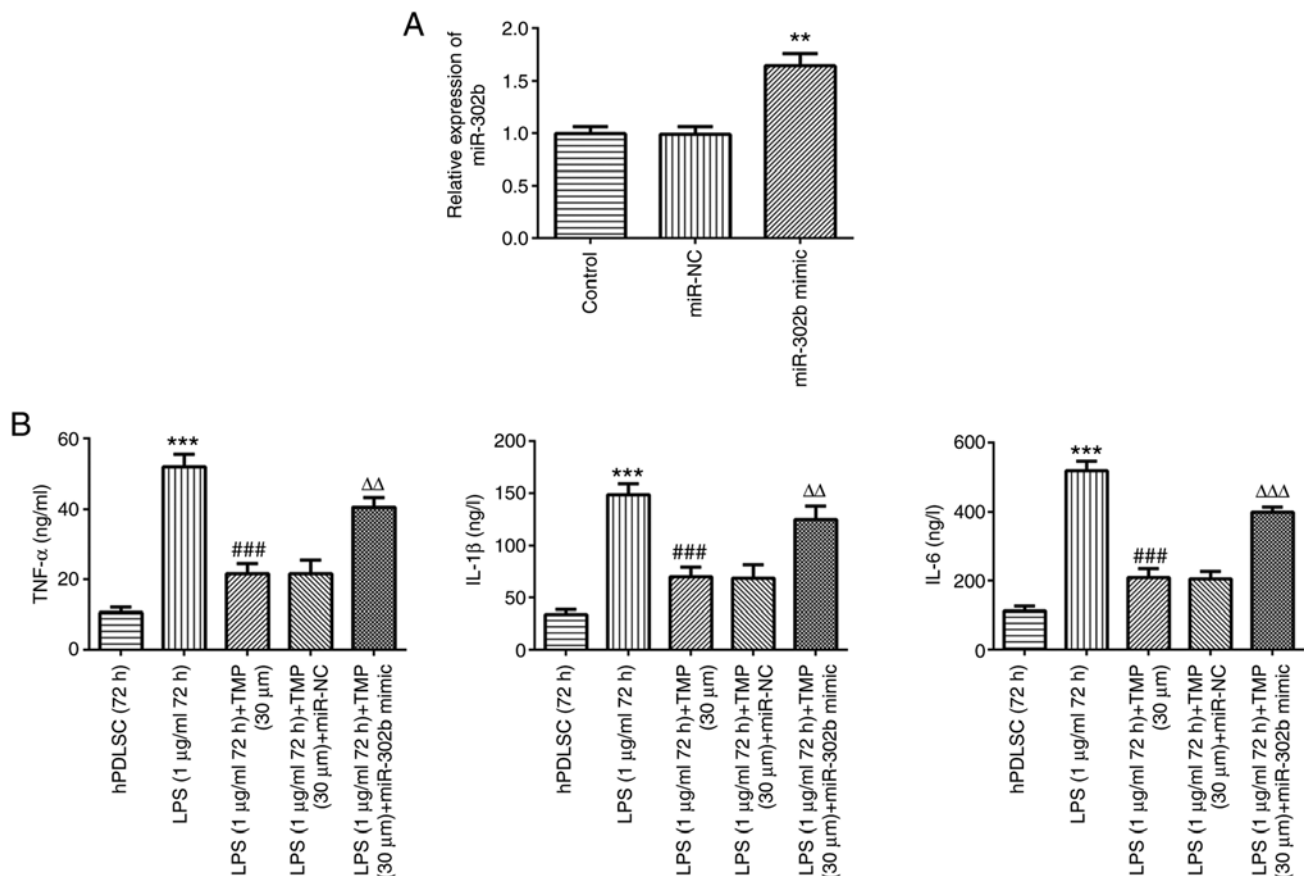 A
Relative expression of
miR-302b
2.0
1.5
1.0
0.5
0.0
**
Control
miR-NC
miR-302b mimic
B
TNF-α (ng/ml)
60
40
20
0
***
###
ΔΔ
hPDLSC (72 h)
LPS (1 μg/ml 72 h)
LPS (1 μg/ml 72 h)+TMP
(30 μm)
LPS (1 μg/ml 72 h)+TMP
(30 μm)+miR-NC
LPS (1 μg/ml 72 h)+TMP
(30 μm)+miR-302b mimic
IL-1β (ng/l)
200
150
100
50
0
***
###
ΔΔ
hPDLSC (72 h)
LPS (1 μg/ml 72 h)
LPS (1 μg/ml 72 h)+TMP
(30 μm)
LPS (1 μg/ml 72 h)+TMP
(30 μm)+miR-NC
LPS (1 μg/ml 72 h)+TMP
(30 μm)+miR-302b mimic
IL-6 (ng/l)
600
400
200
0
***
###
ΔΔΔ
hPDLSC (72 h)
LPS (1 μg/ml 72 h)
LPS (1 μg/ml 72 h)+TMP
(30 μm)
LPS (1 μg/ml 72 h)+TMP
(30 μm)+miR-NC
LPS (1 μg/ml 72 h)+TMP
(30 μm)+miR-302b mimic